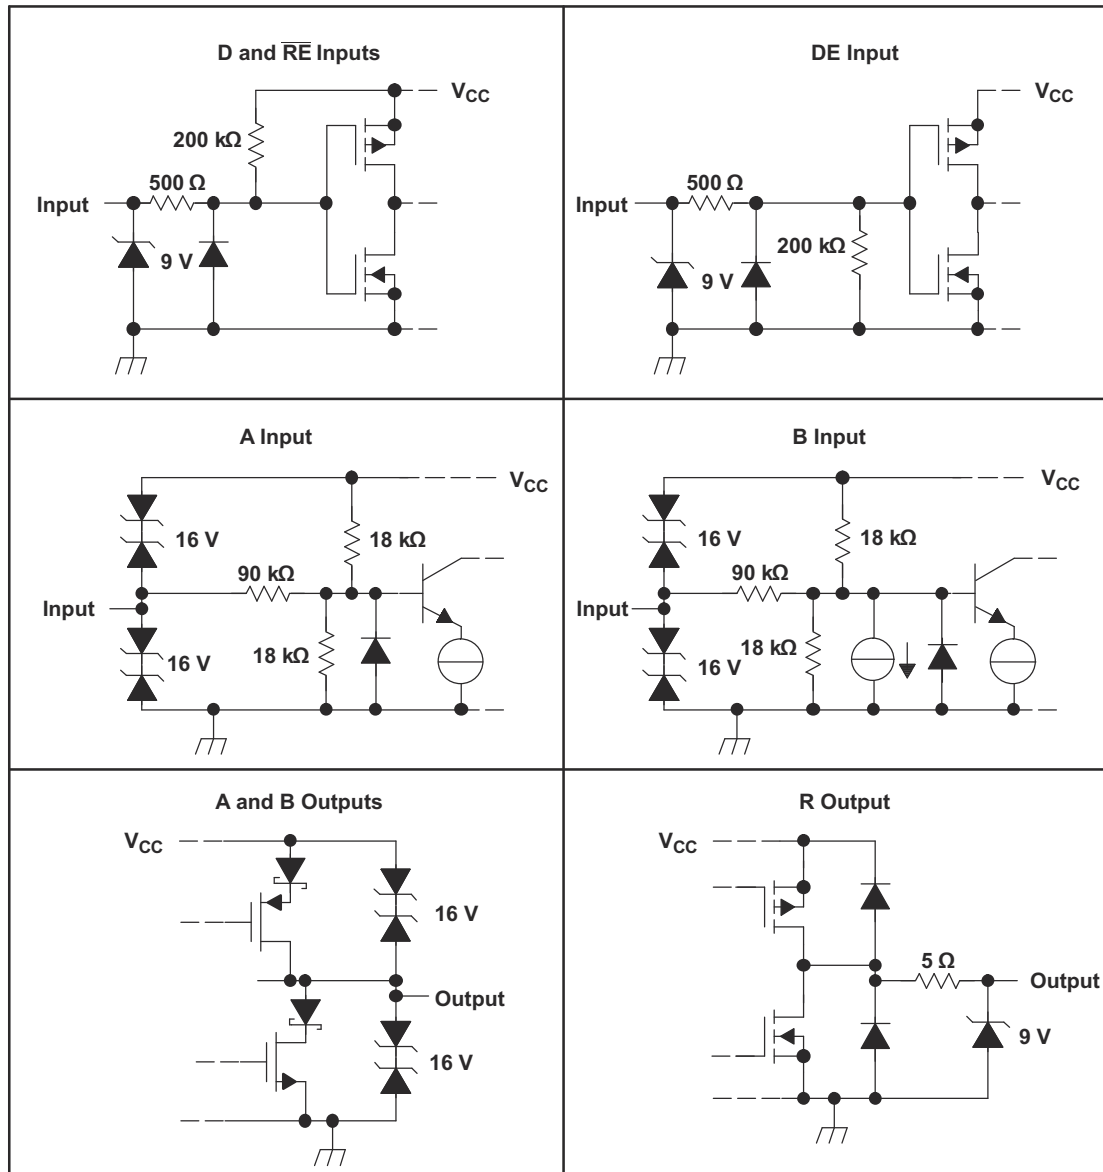 D and R̅E̅ Inputs
V_CC
200 kΩ
500 Ω
Input
9 V
DE Input
V_CC
500 Ω
Input
200 kΩ
9 V
A Input
V_CC
16 V
18 kΩ
90 kΩ
Input
18 kΩ
16 V
B Input
V_CC
16 V
18 kΩ
90 kΩ
Input
18 kΩ
16 V
A and B Outputs
V_CC
16 V
Output
16 V
R Output
V_CC
5 Ω
Output
9 V